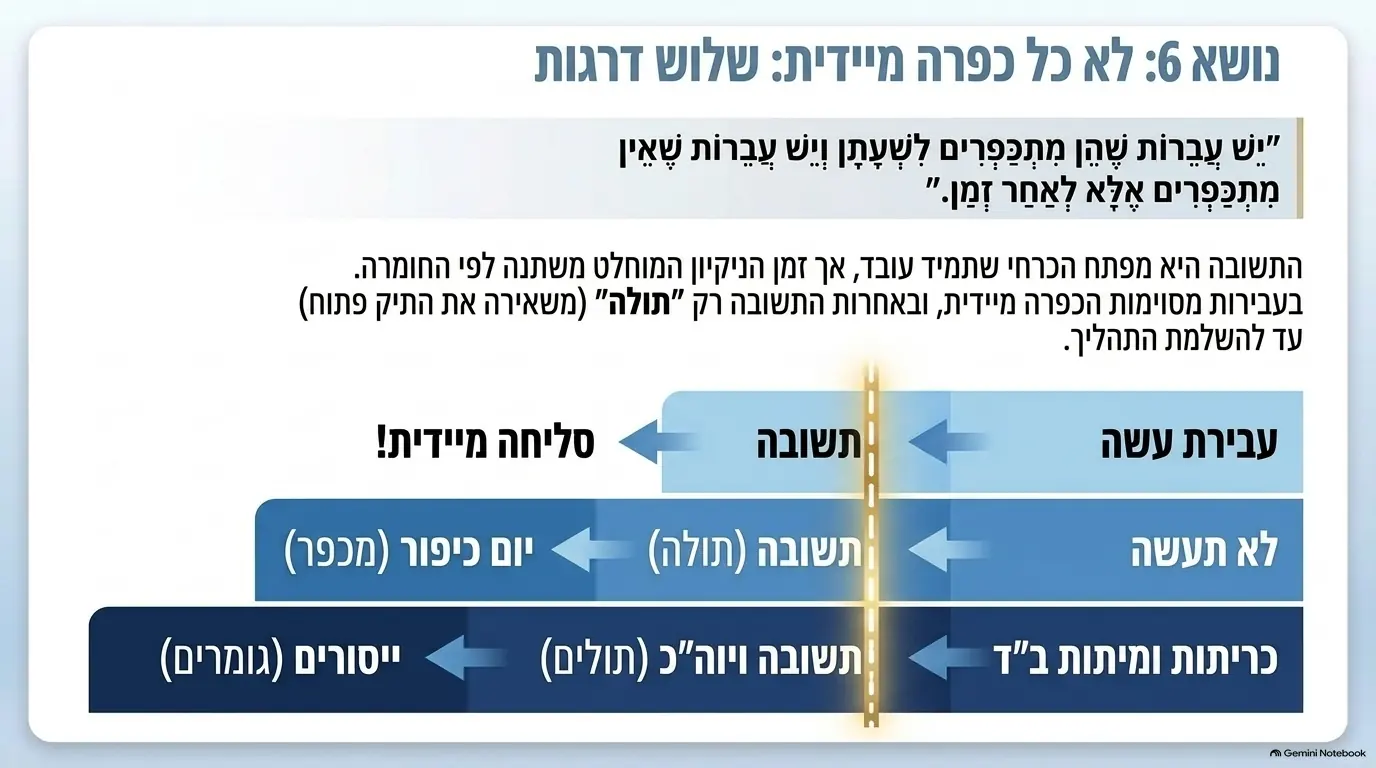 נושא 6: לא כל כפרה מיידית: שלוש דרגות
"יֵשׁ עֲבֵרוֹת שֶׁהֵן מִתְכַּפְּרִים לִשְׁעָתָן וְיֵשׁ עֲבֵרוֹת שֶׁאֵין
מִתְכַּפְּרִים אֶלָּא לְאַחַר זְמַן."
התשובה היא מפתח הכרחי שתמיד עובד, אך זמן הניקיון המוחלט משתנה לפי החומרה.
בעבירות מסוימות הכפרה מיידית, ובאחרות התשובה רק "תולה" (משאירה את התיק פתוח)
עד להשלמת התהליך.
עבירת עשה תשובה סליחה מיידית!
לא תעשה תשובה (תולה) יום כיפור (מכפר)
כריתות ומיתות ב"ד תשובה ויוה"כ (תולים) ייסורים (גומרים)
Gemini Notebook